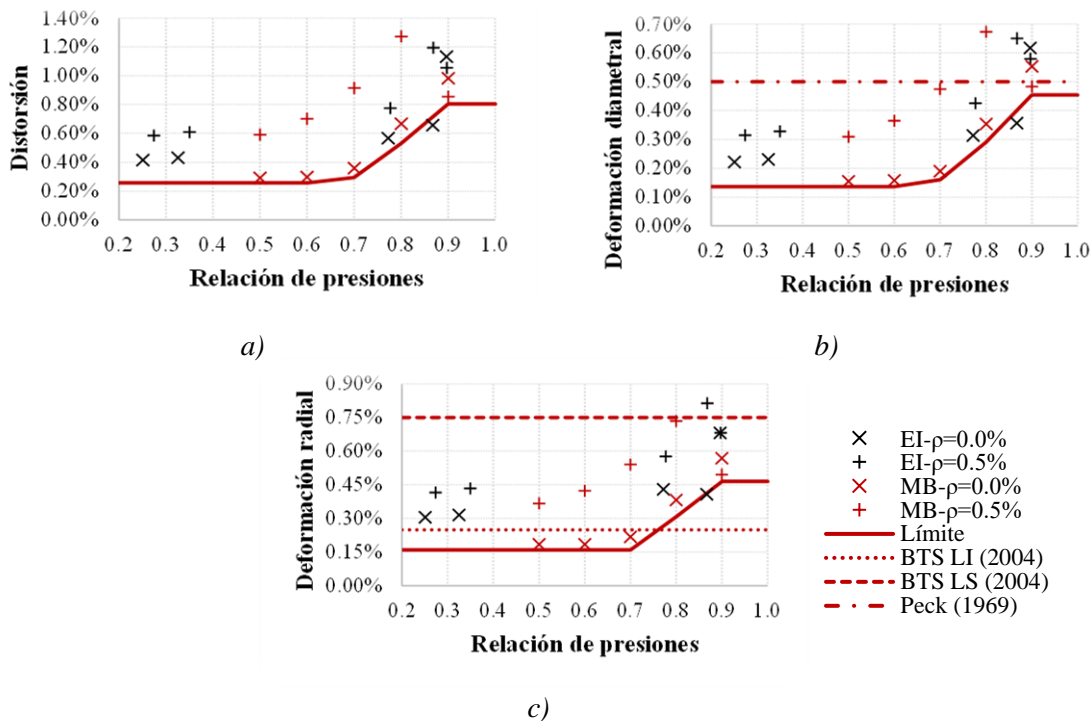 Distorsión
1.40%
1.20%
1.00%
0.80%
0.60%
0.40%
0.20%
0.00%
0.2 0.3 0.4 0.5 0.6 0.7 0.8 0.9 1.0
Relación de presiones
a)
Deformación diametral
0.70%
0.60%
0.50%
0.40%
0.30%
0.20%
0.10%
0.00%
0.2 0.3 0.4 0.5 0.6 0.7 0.8 0.9 1.0
Relación de presiones
b)
Deformación radial
0.90%
0.75%
0.60%
0.45%
0.30%
0.15%
0.00%
0.2 0.3 0.4 0.5 0.6 0.7 0.8 0.9 1.0
Relación de presiones
c)
EI-ρ=0.0%
EI-ρ=0.5%
MB-ρ=0.0%
MB-ρ=0.5%
Límite
BTS LI (2004)
BTS LS (2004)
Peck (1969)